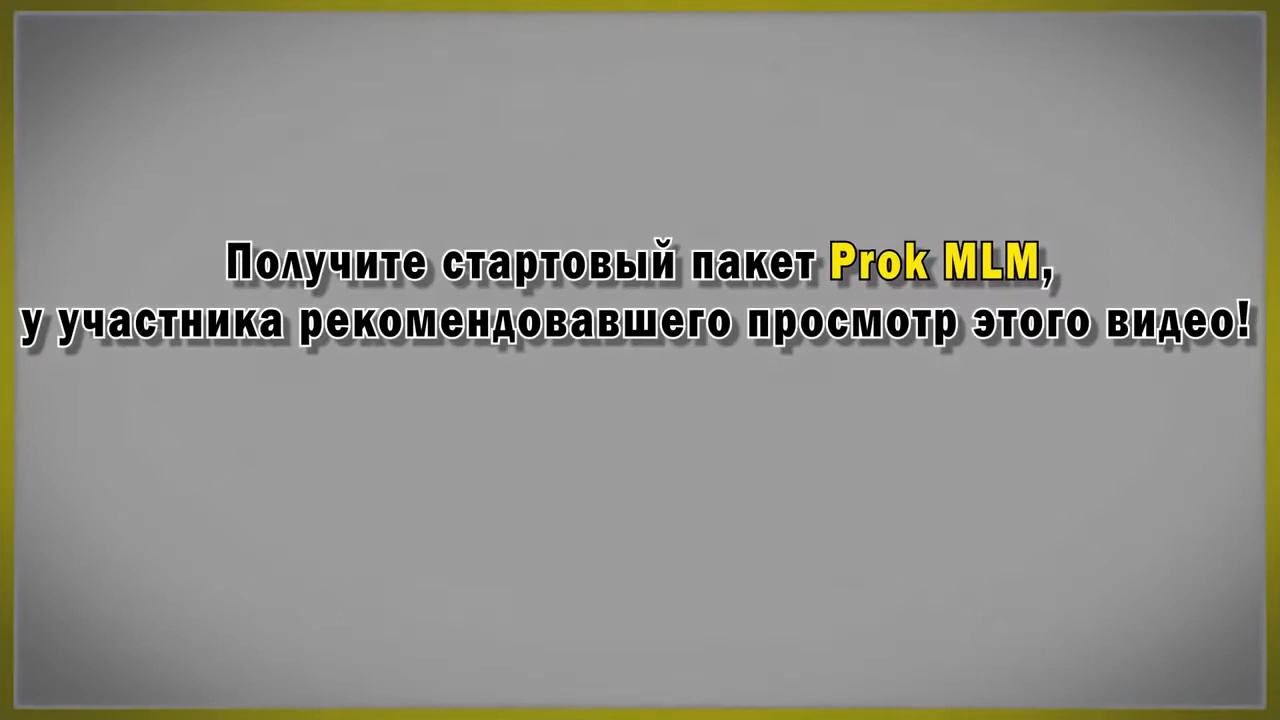 Получите стартовый пакет Prok MLM,
у участника рекомендовавшего просмотр этого видео!